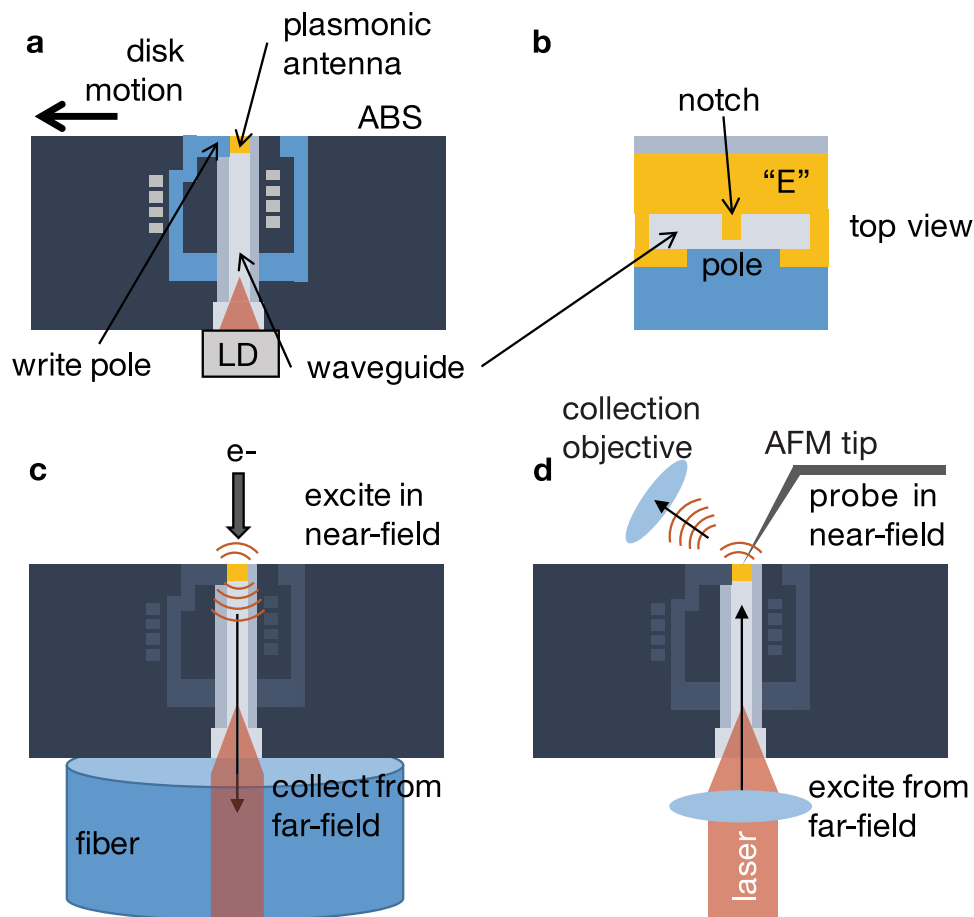 a
disk
motion
plasmonic
antenna
ABS
write pole
LD
waveguide
b
notch
“E”
top view
pole
c
e-
excite in
near-field
collect from
far-field
fiber
d
collection
objective
AFM tip
probe in
near-field
excite from
far-field
laser